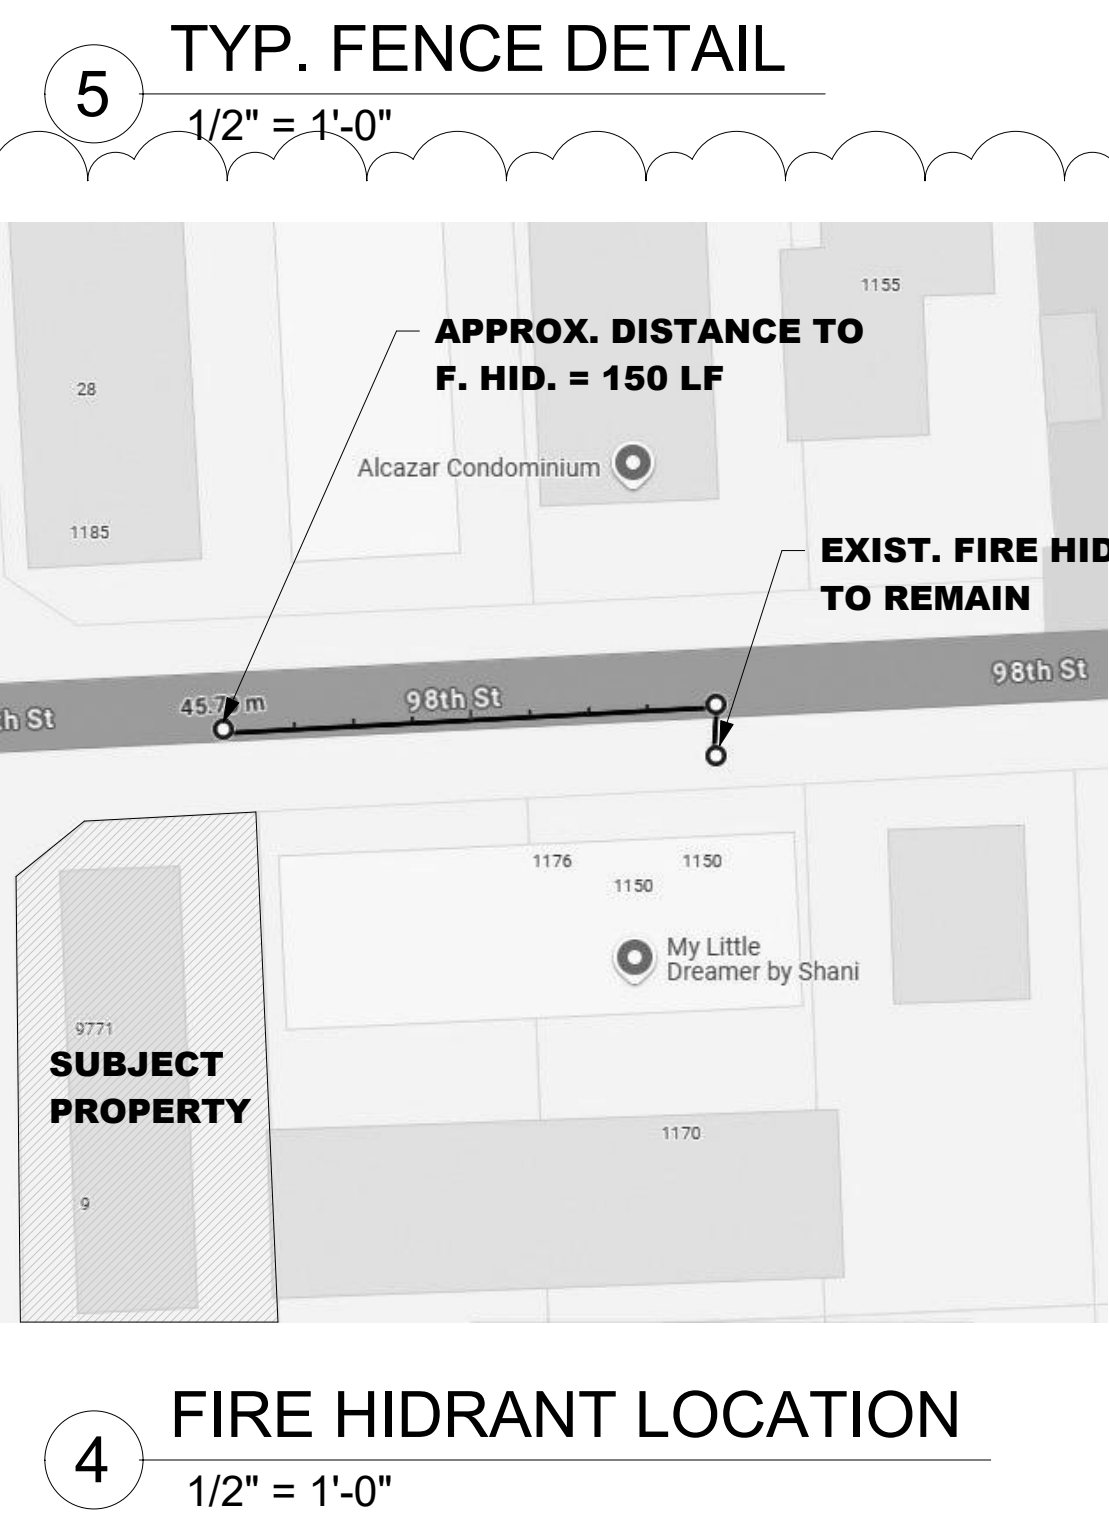 5
TYP. FENCE DETAIL
1/2" = 1'-0"
1155
APPROX. DISTANCE TO
F. HID. = 150 LF
28
Alcazar Condominium
1185
EXIST. FIRE HID
TO REMAIN
98th St
98th St
h St
1176
1150
1150
My Little
Dreamer by Shani
9771
SUBJECT
PROPERTY
1170
9
4
FIRE HIDRANT LOCATION
1/2" = 1'-0"